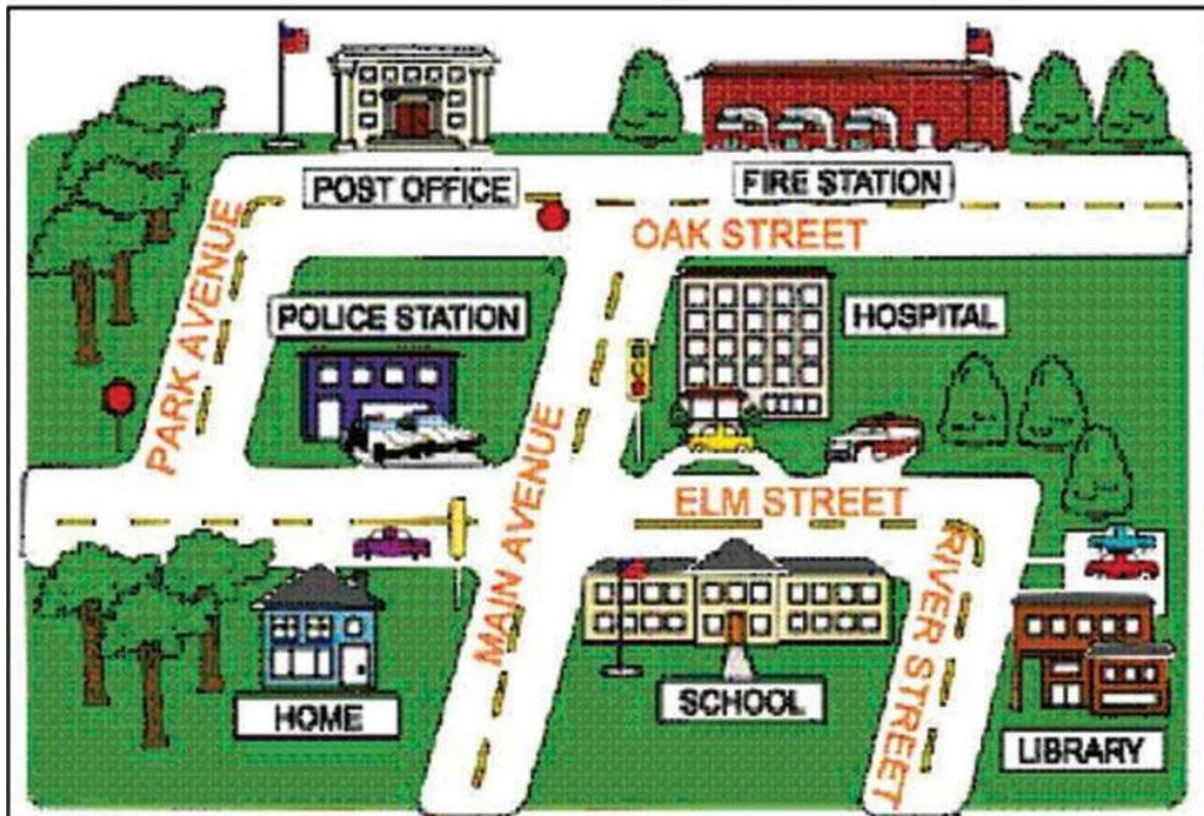 POST OFFICE
FIRE STATION
OAK STREET
PARK AVENUE
POLICE STATION
HOSPITAL
MAIN AVENUE
ELM STREET
RIVER STREET
HOME
SCHOOL
LIBRARY